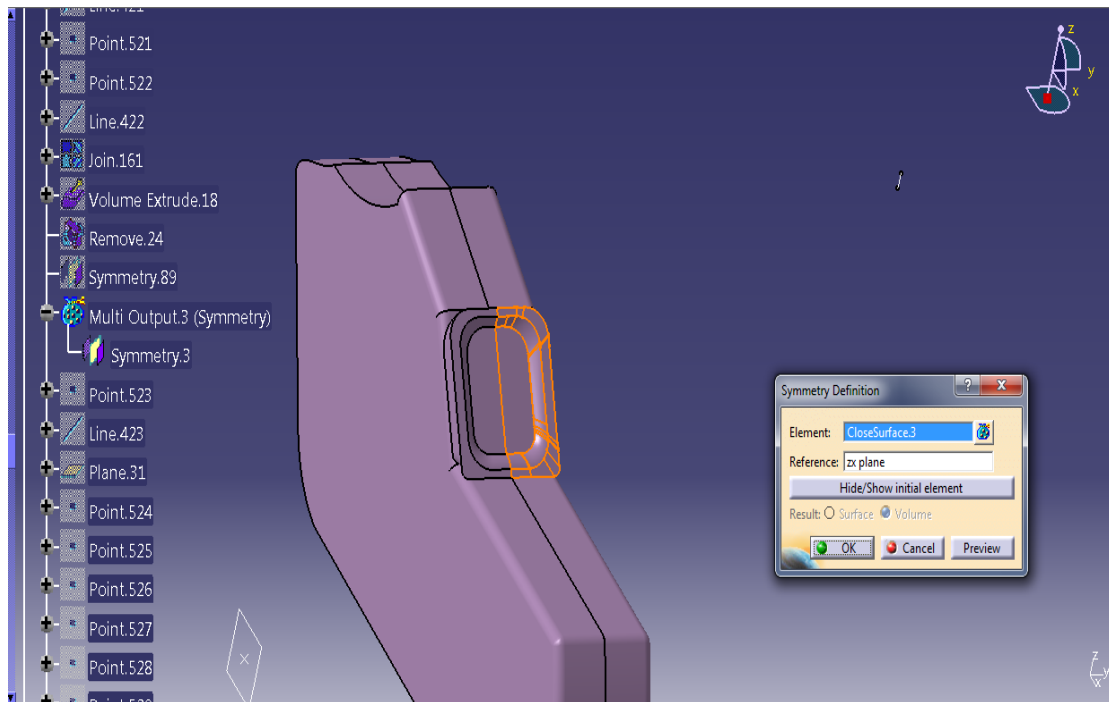 Line.421
Point.521
Point.522
Line.422
Join.161
Volume Extrude.18
Remove.24
Symmetry.89
Multi Output.3 (Symmetry)
Symmetry.3
Point.523
Line.423
Plane.31
Point.524
Point.525
Point.526
Point.527
Point.528
z
y
x
Symmetry Definition
?
X
Element: CloseSurface.3
Reference: zx plane
Hide/Show initial element
Result: Surface Volume
OK Cancel Preview
z
y
x